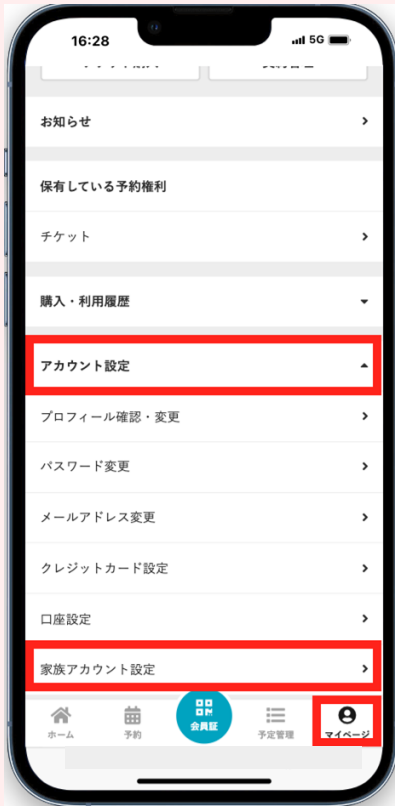 16:28
5G
お知らせ
保有している予約権利
チケット
購入・利用履歴
アカウント設定
プロフィール確認・変更
パスワード変更
メールアドレス変更
クレジットカード設定
口座設定
家族アカウント設定
ホーム
予約
会員証
予定管理
マイページ